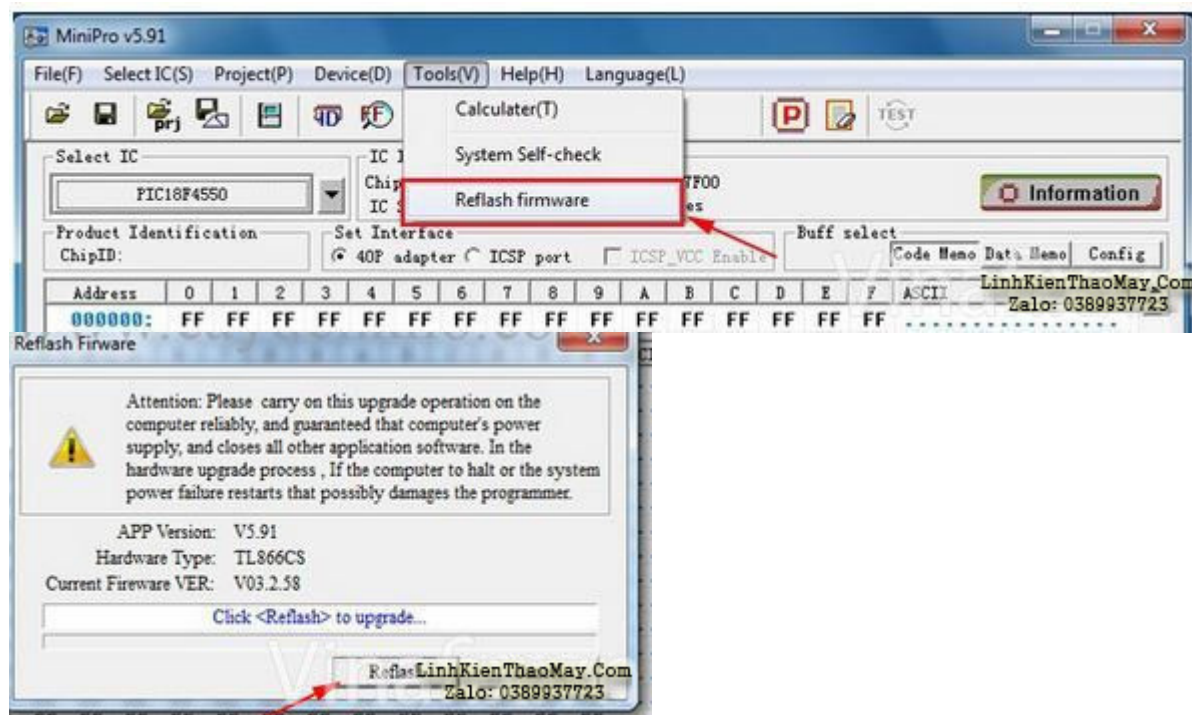 MiniPro v5.91
File(F) Select IC(S) Project(P) Device(D) Tools(V) Help(H) Language(L)
prj
Calculater(T)
TEST
System Self-check
Reflash firmware
Select IC
PIC18F4550
Chip
7F00
IC S
es
Information
Product Identification
ChipID:
Set Interface
40P adapter ICSP port ICSP_VCC Enable
Buff select
Code Memo Data Memo Config
LinhKienThaoMay.Com
Zalo: 0389937723
Address 0 1 2 3 4 5 6 7 8 9 A B C D E F ASCII
000000: FF FF FF FF FF FF FF FF FF FF FF FF FF FF FF FF ................
Reflash Firware
Attention: Please carry on this upgrade operation on the
computer reliably, and guaranteed that computer's power
supply, and closes all other application software. In the
hardware upgrade process , If the computer to halt or the system
power failure restarts that possibly damages the programmer.
APP Version: V5.91
Hardware Type: TL866CS
Current Fireware VER: V03.2.58
Click <Reflash> to upgrade...
Reflas
LinhKienThaoMay.Com
Zalo: 0389937723